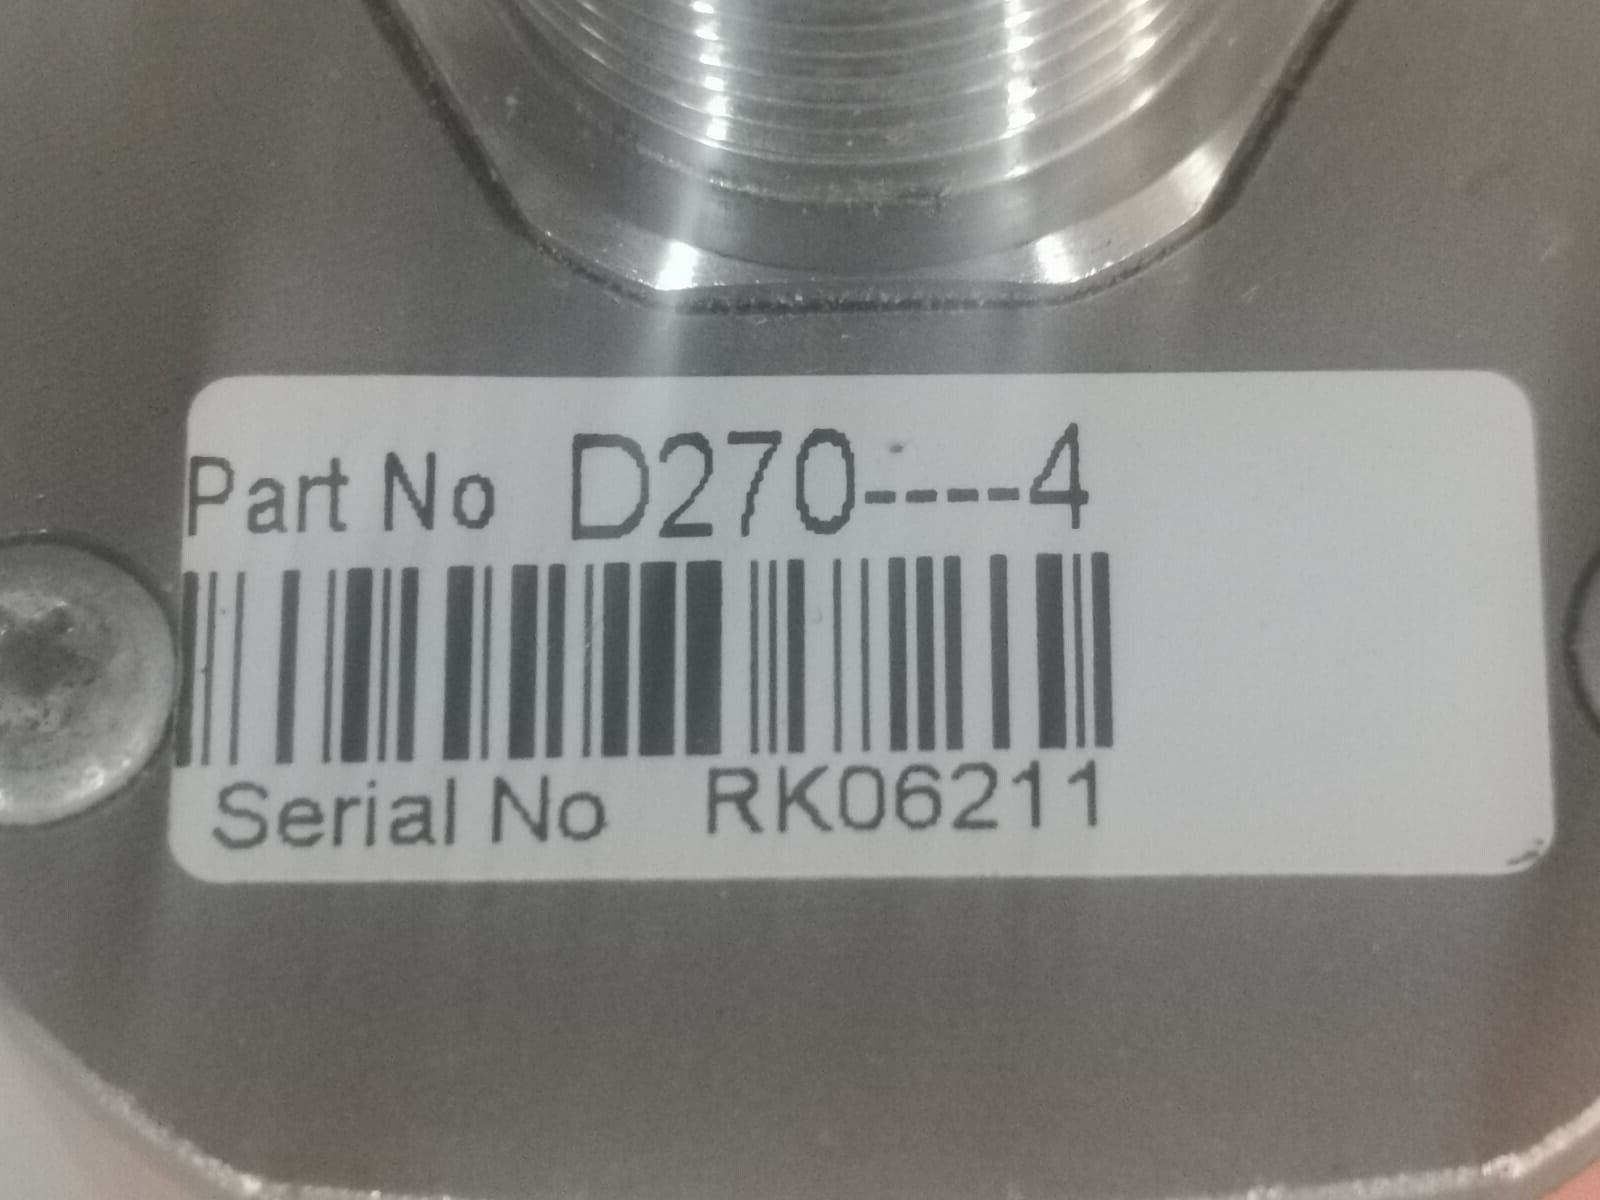 Part No D270----4
Serial No RK06211